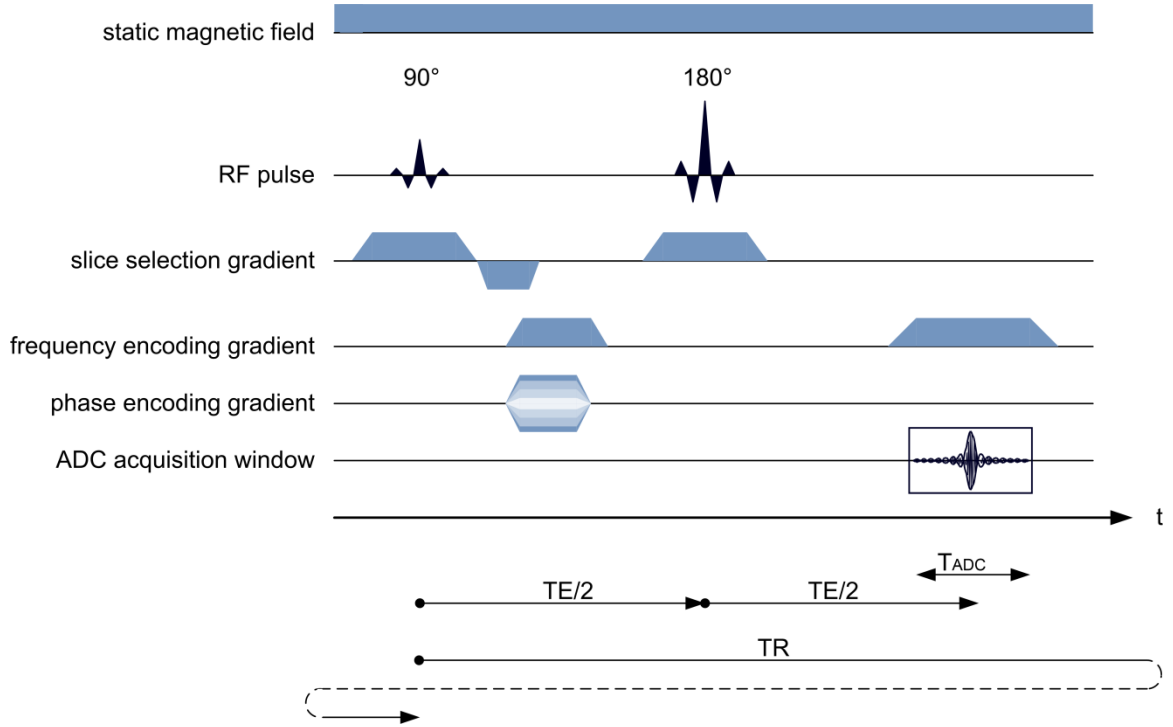 static magnetic field
90°
180°
RF pulse
slice selection gradient
frequency encoding gradient
phase encoding gradient
ADC acquisition window
t
TADC
TE/2
TE/2
TR